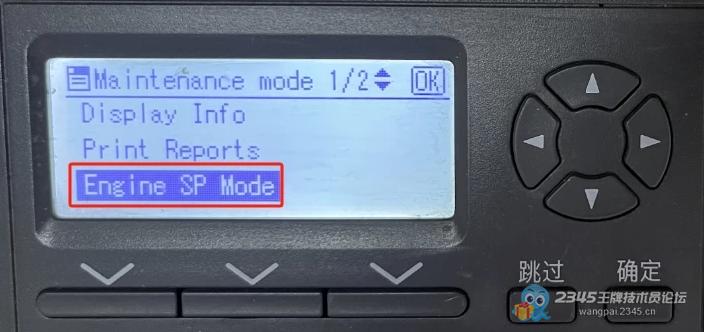 Maintenance mode 1/2 OK
Display Info
Print Reports
Engine SP Mode
跳过 确定
2345王牌技术员论坛
wangpai.2345.cn